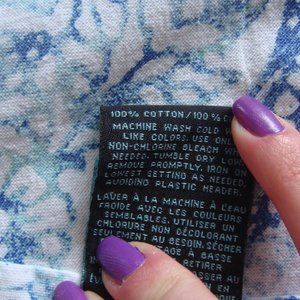 100% COTTON/100% C
MACHINE WASH COLD W
LIKE COLORS. USE ONLY
NON-CHLORINE BLEACH WH
NEEDED. TUMBLE DRY LOW
REMOVE PROMPTLY. IRON ON
LOWEST SETTING AS NEEDED,
AVOIDING PLASTIC HEADER.
LAVER À LA MACHINE À L'EAU
FROIDE AVEC LES COULEURS
SEMBLABLES. UTILISER UN
CHLORURE NON DÉCOLORANT
SEULEMENT AU BESOIN. SÉCHER
À BASSE
RETIRER
AU